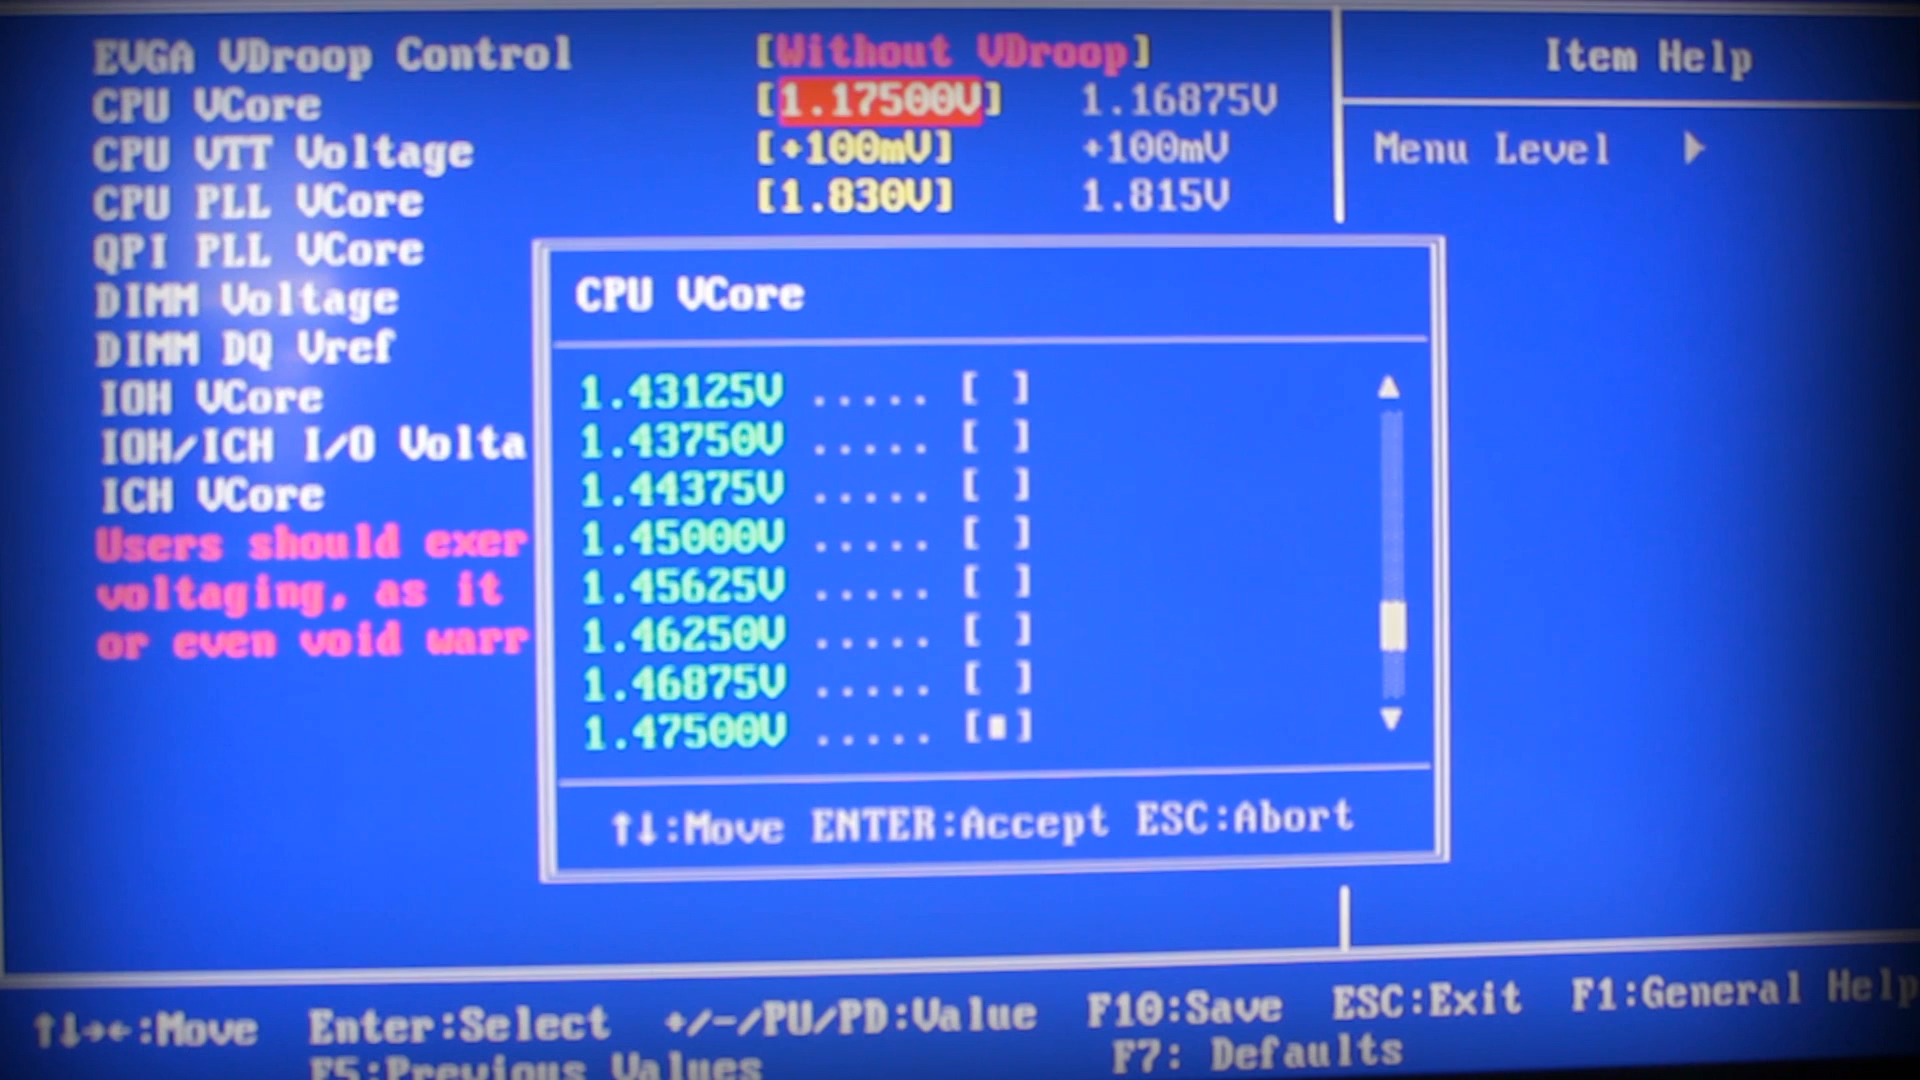 EVGA VDroop Control [Without VDroop]
CPU VCore [1.17500V] 1.16875V
CPU VTT Voltage [+100mV] +100mV
CPU PLL VCore [1.830V] 1.815V
QPI PLL VCore
DIMM Voltage
DIMM DQ Vref
IOH VCore
IOH/ICH I/O Volta
ICH VCore
Users should exer
voltaging, as it
or even void warr
Item Help
Menu Level ▶
CPU VCore
1.43125V ..... [ ]
1.43750V ..... [ ]
1.44375V ..... [ ]
1.45000V ..... [ ]
1.45625V ..... [ ]
1.46250V ..... [ ]
1.46875V ..... [ ]
1.47500V ..... [■]
↑↓:Move ENTER:Accept ESC:Abort
↑↓→←:Move Enter:Select +/-/PU/PD:Value F10:Save ESC:Exit F1:General Help
F5:Previous Values F7: Defaults